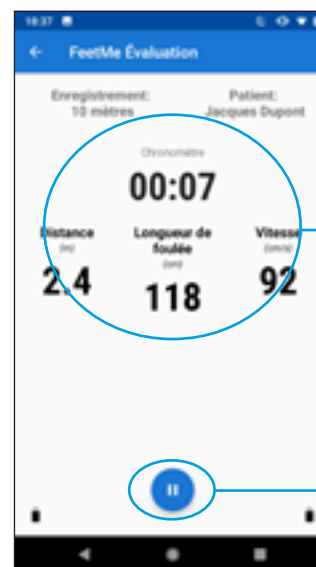 18:37
FeetMe Évaluation
Enregistrement: Patient:
10 mètres Jacques Dupont
Chronomètre
00:07
Distance Longueur de foulée Vitesse
(m) (cm) (cm/s)
2.4 118 92